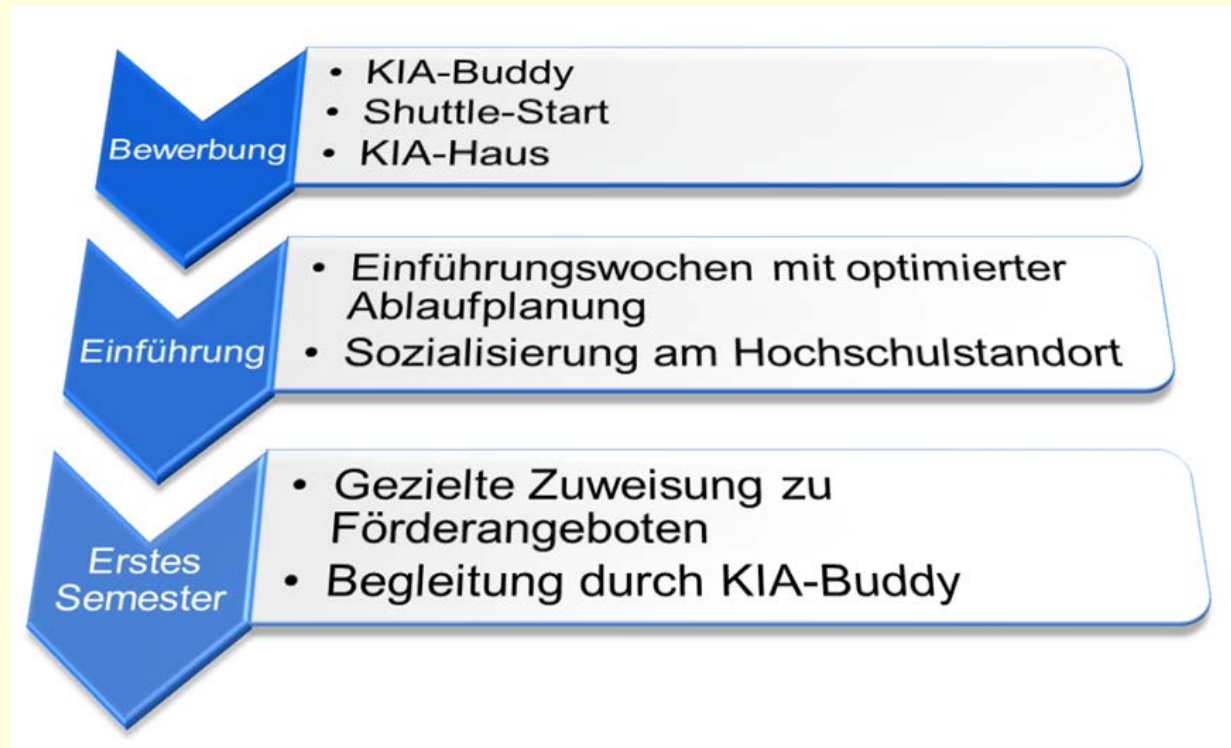 Bewerbung
• KIA-Buddy
• Shuttle-Start
• KIA-Haus
Einführung
• Einführungswochen mit optimierter
Ablaufplanung
• Sozialisierung am Hochschulstandort
Erstes
Semester
• Gezielte Zuweisung zu
Förderangeboten
• Begleitung durch KIA-Buddy